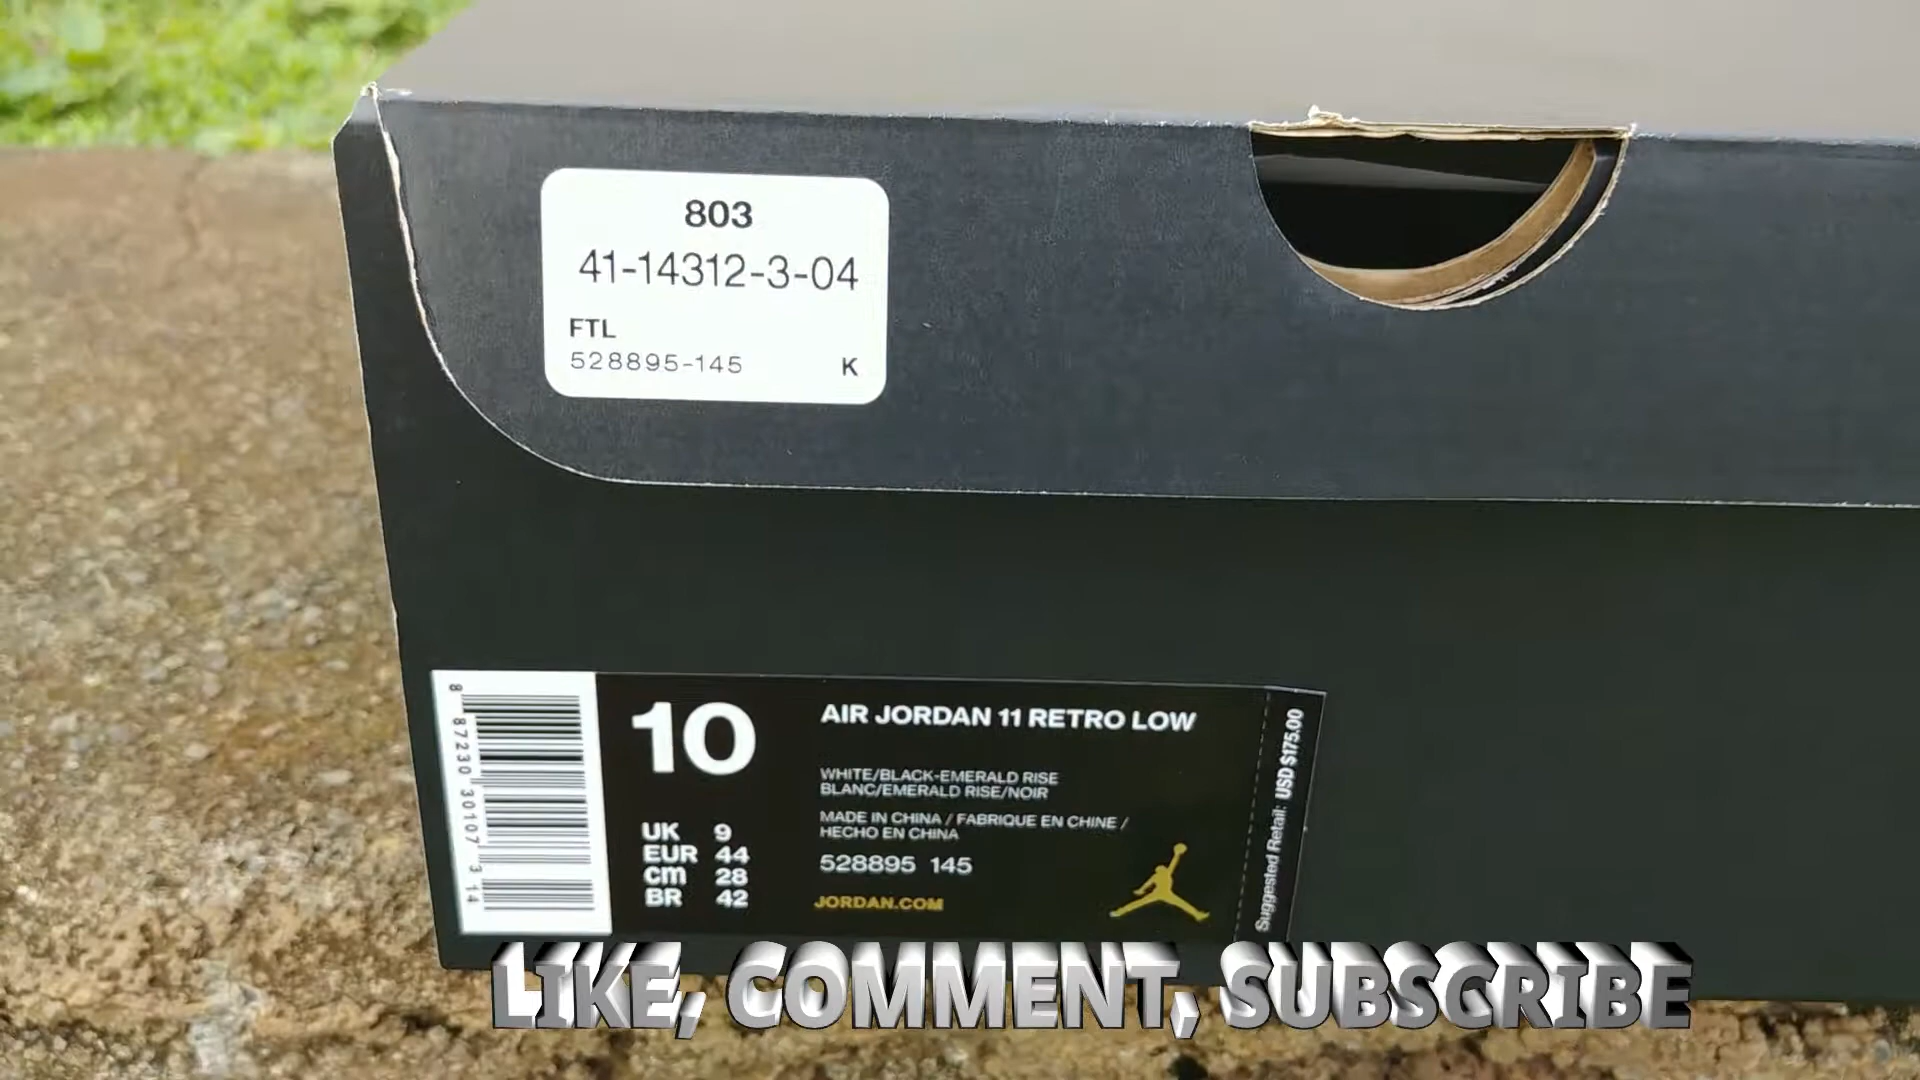 803
41-14312-3-04
FTL
528895-145 K
8 87230 30107 3 14
10
UK 9
EUR 44
cm 28
BR 42
AIR JORDAN 11 RETRO LOW
WHITE/BLACK-EMERALD RISE
BLANC/EMERALD RISE/NOIR
MADE IN CHINA / FABRIQUE EN CHINE /
HECHO EN CHINA
528895 145
JORDAN.COM
Suggested Retail: USD $175.00
LIKE, COMMENT, SUBSCRIBE